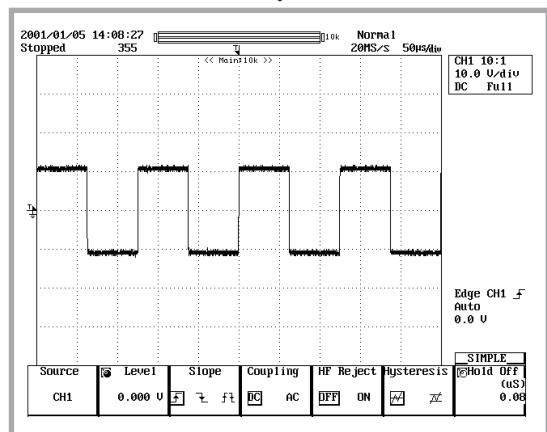 2001/01/05 14:08:27 10k Normal
Stopped 355 T 20MS/s 50µs/div
<< Main:10k >>
CH1 10:1
10.0 V/div
DC Full
T
Edge CH1
Auto
0.0 V
SIMPLE
Source Level Slope Coupling HF Reject Hysteresis Hold Off
(uS)
CH1 0.000 V DC AC OFF ON 0.08